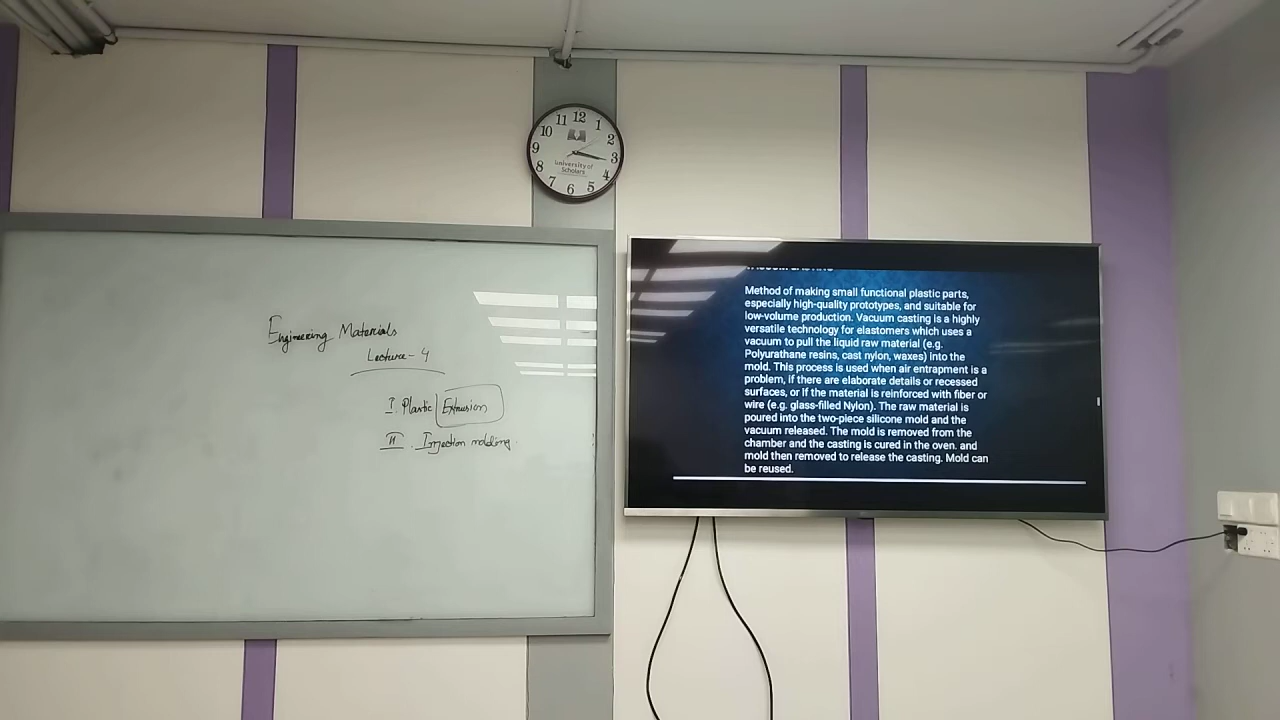 12
11
1
10
2
9
3
8
4
7
5
6
University of
Scholars
Engineering Materials
Lecture - 4
I. Plastic Extrusion
II. Injection molding.
Method of making small functional plastic parts,
especially high-quality prototypes, and suitable for
low-volume production. Vacuum casting is a highly
versatile technology for elastomers which uses a
vacuum to pull the liquid raw material (e.g.
Polyurathane resins, cast nylon, waxes) into the
mold. This process is used when air entrapment is a
problem, if there are elaborate details or recessed
surfaces, or if the material is reinforced with fiber or
wire (e.g. glass-filled Nylon). The raw material is
poured into the two-piece silicone mold and the
vacuum released. The mold is removed from the
chamber and the casting is cured in the oven. and
mold then removed to release the casting. Mold can
be reused.